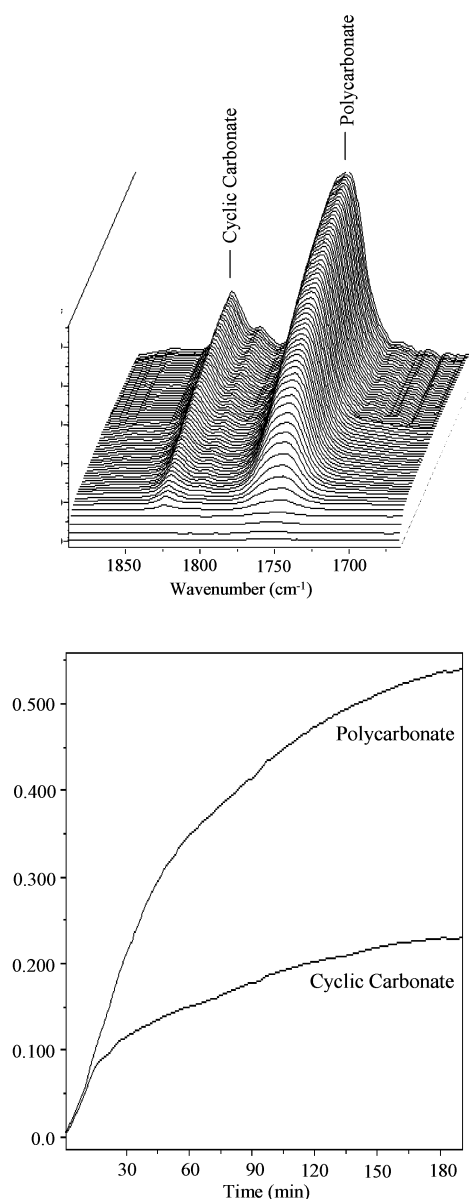 Polycarbonate
Cyclic Carbonate
1850 1800 1750 1700
Wavenumber (cm-1)
0.500
Polycarbonate
0.400
0.300
0.200
Cyclic Carbonate
0.100
0.0
30 60 90 120 150 180
Time (min)